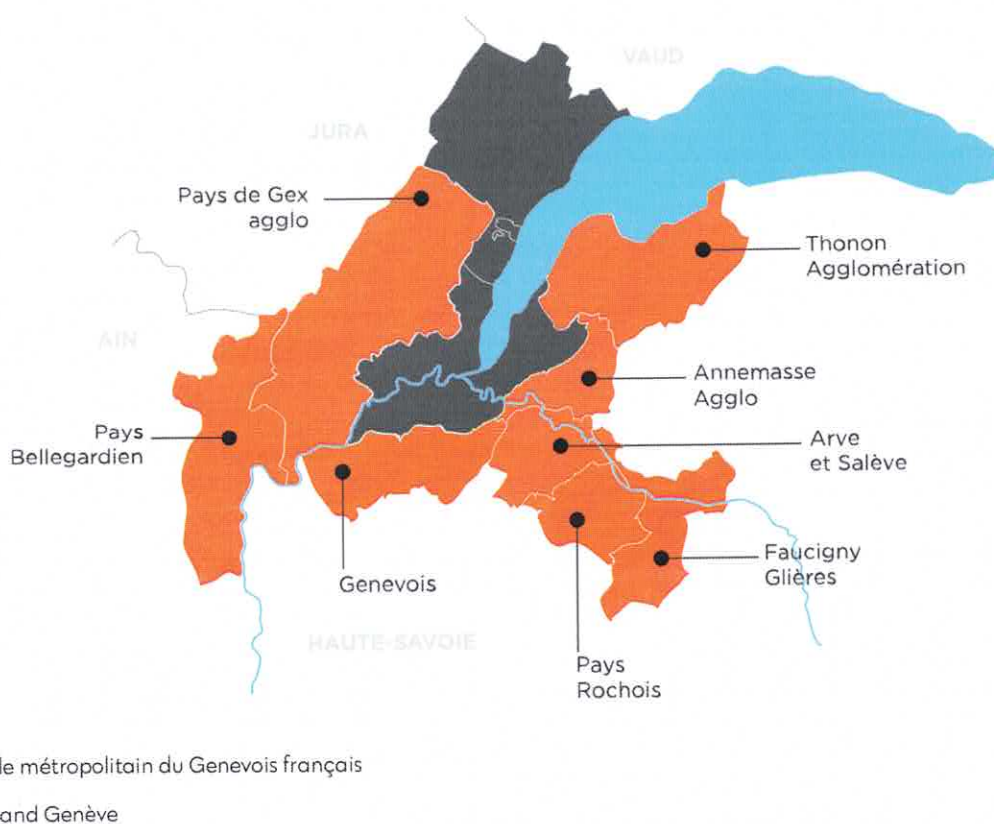 VAUD
JURA
Pays de Gex
agglo
Thonon
Agglomération
AIN
Annemasse
Agglo
Pays
Bellegardien
Arve
et Salève
Faucigny
Glières
Genevois
HAUTE-SAVOIE
Pays
Rochois
le métropolitain du Genevois français
and Genève